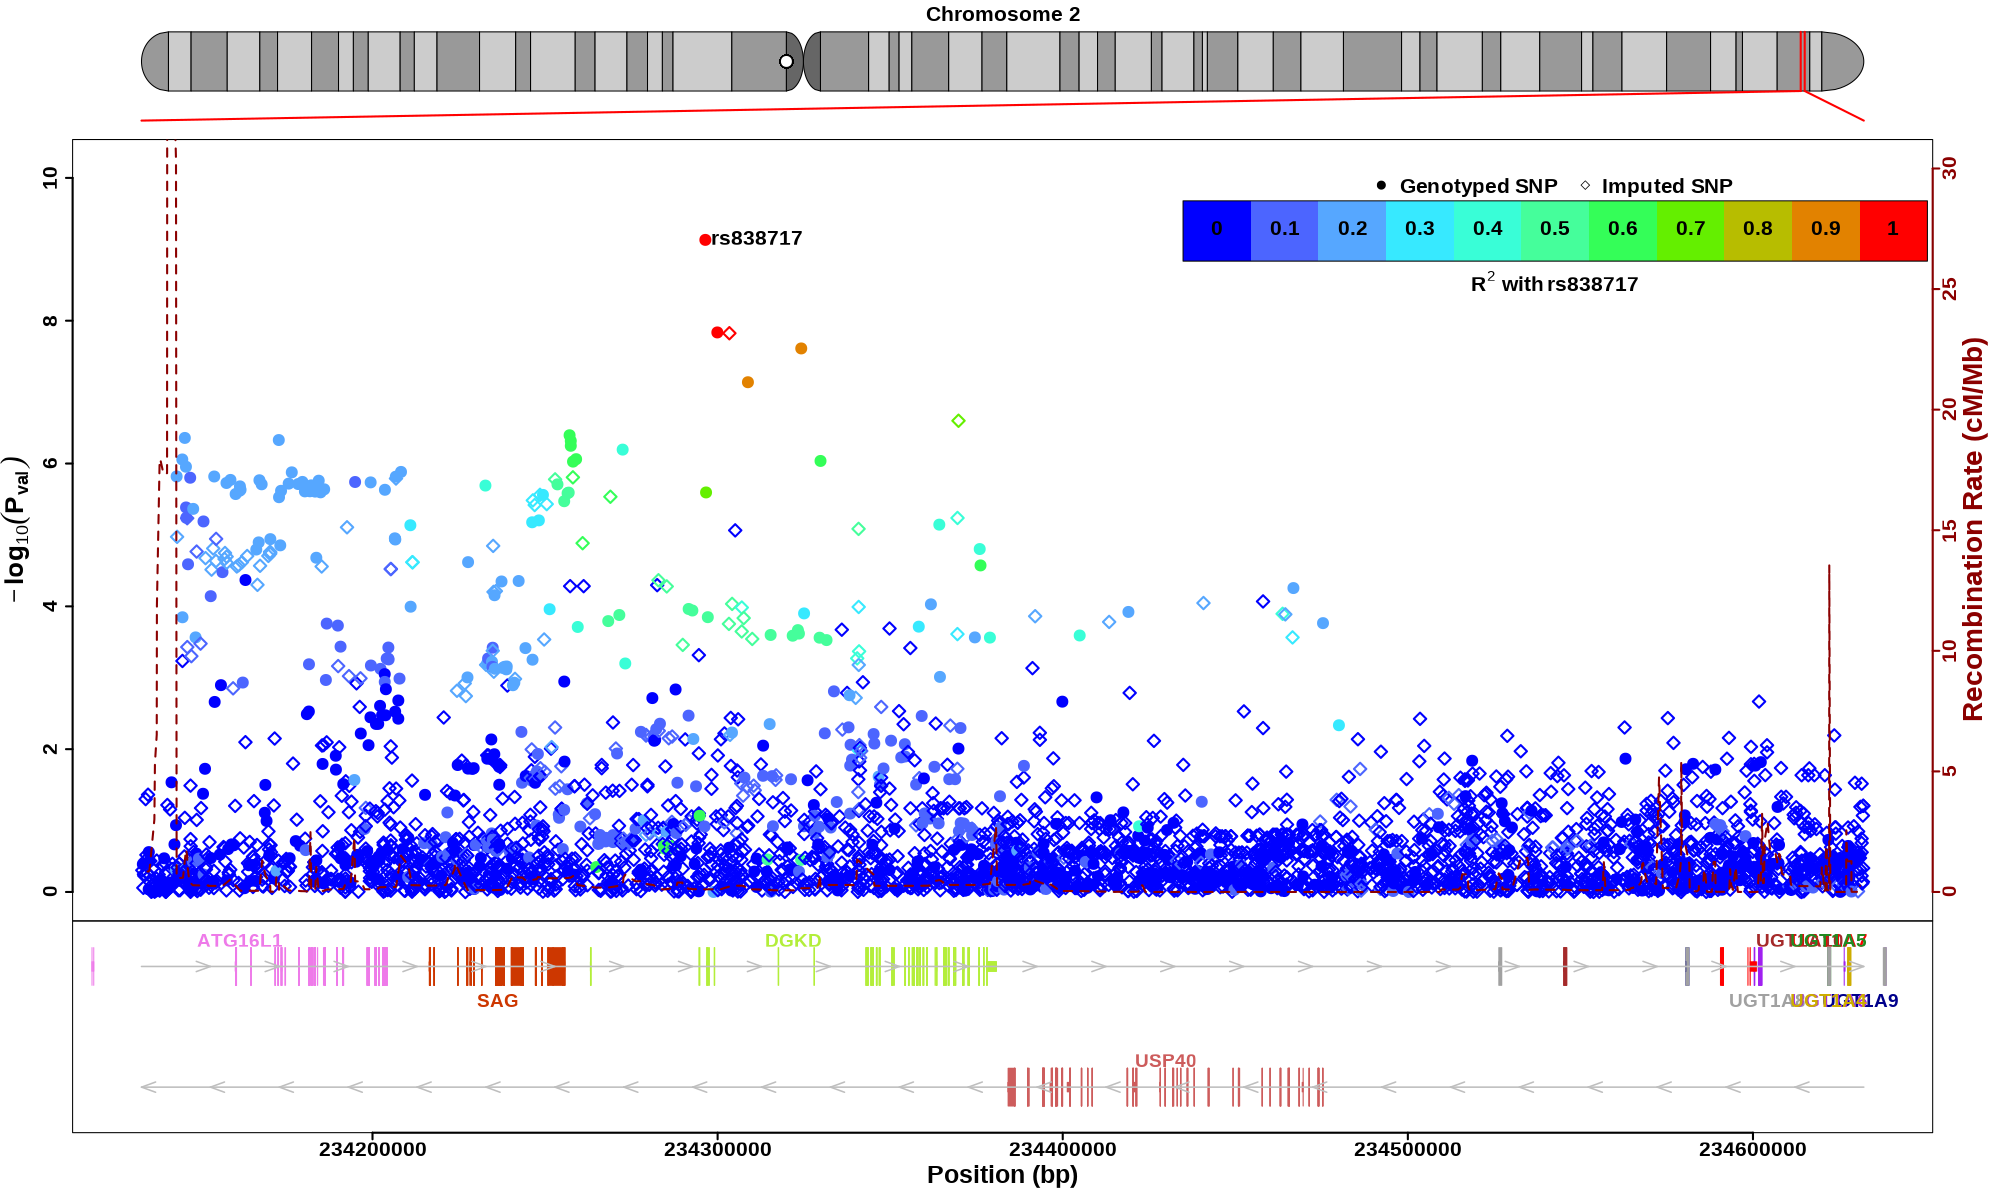 Chromosome 2
10
8
6
4
2
0
−log10(Pval)
rs838717
Genotyped SNP
Imputed SNP
0 0.1 0.2 0.3 0.4 0.5 0.6 0.7 0.8 0.9 1
R2 with rs838717
30
25
20
15
10
5
0
Recombination Rate (cM/Mb)
ATG16L1
DGKD
UGT1A5
SAG
UGT1A9
USP40
234200000 234300000 234400000 234500000 234600000
Position (bp)